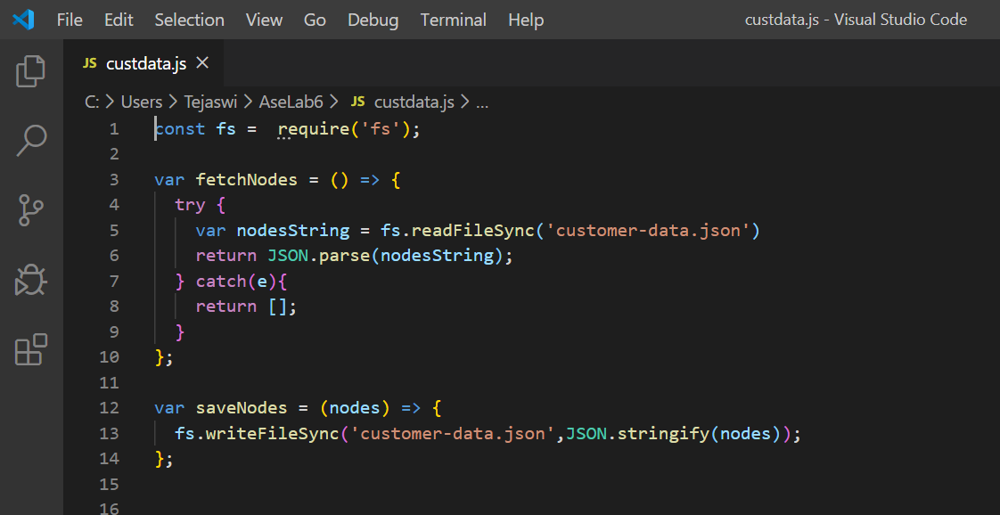 File Edit Selection View Go Debug Terminal Help custdata.js - Visual Studio Code
JS custdata.js
C: > Users > Tejaswi > AseLab6 > JS custdata.js > ...
1 const fs =  require('fs');
2
3 var fetchNodes = () => {
4   try {
5     var nodesString = fs.readFileSync('customer-data.json')
6     return JSON.parse(nodesString);
7   } catch(e){
8     return [];
9   }
10 };
11
12 var saveNodes = (nodes) => {
13   fs.writeFileSync('customer-data.json',JSON.stringify(nodes));
14 };
15
16